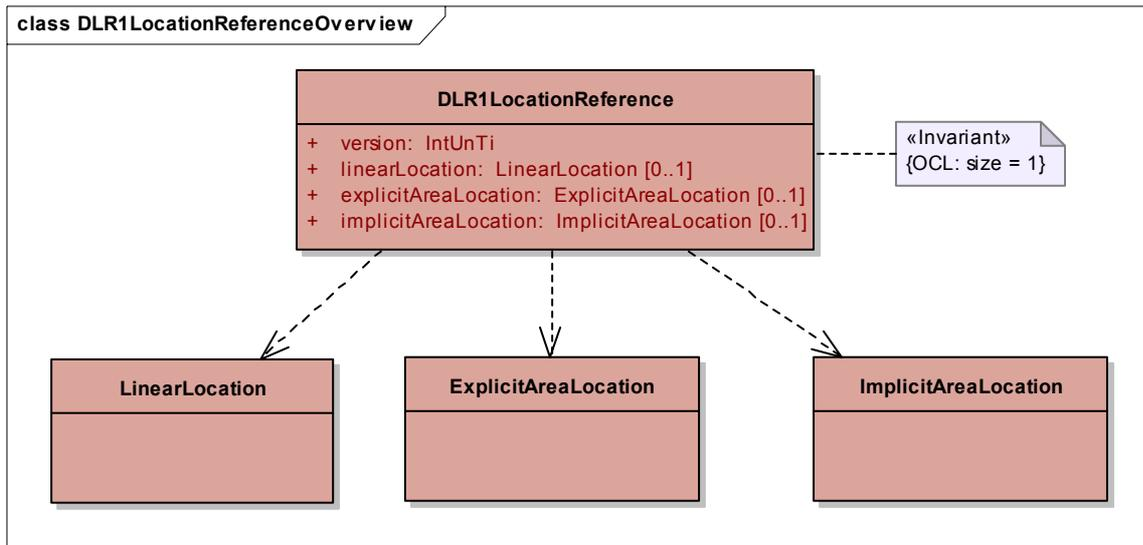 class DLR1LocationReferenceOverview
DLR1LocationReference
+ version: IntUnTi
+ linearLocation: LinearLocation [0..1]
+ explicitAreaLocation: ExplicitAreaLocation [0..1]
+ implicitAreaLocation: ImplicitAreaLocation [0..1]
«Invariant»
{OCL: size = 1}
LinearLocation
ExplicitAreaLocation
ImplicitAreaLocation